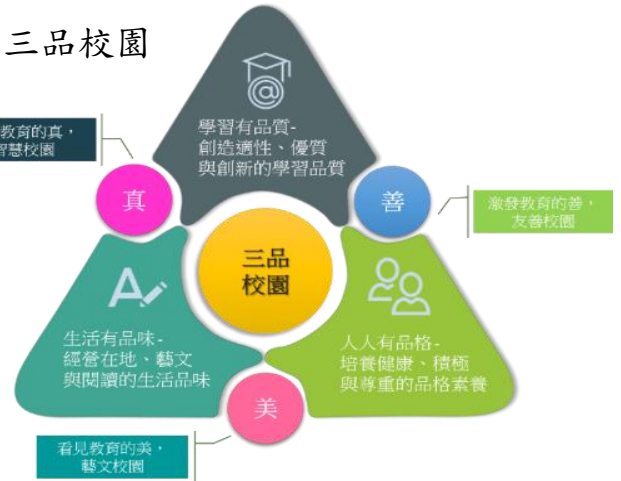 三品校園
學習有品質-
創造適性、優質
與創新的學習品質
教育的真，
智慧校園
真
善
激發教育的善，
友善校園
三品
校園
生活有品味-
經營在地、藝文
與閱讀的生活品味
人人有品格-
培養健康、積極
與尊重的品格素養
美
看見教育的美，
藝文校園